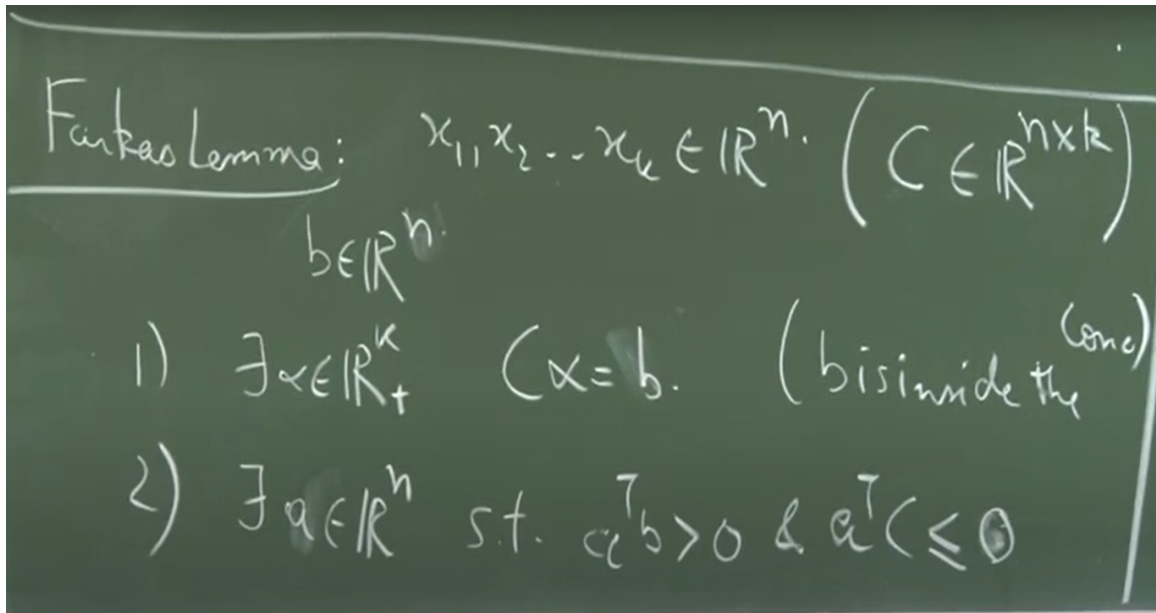 Farkas Lemma: x₁, x₂ .. xₖ ∈ ℝⁿ. (C ∈ ℝⁿˣᵏ)
b ∈ ℝⁿ.
1) ∃ α ∈ ℝᵏ₊ Cα = b. (b is inside the cone)
2) ∃ a ∈ ℝⁿ s.t. aᵀb > 0 & aᵀC ≤ 0